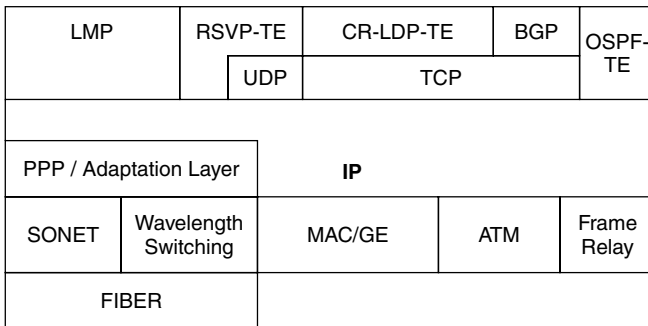 LMP
RSVP-TE
CR-LDP-TE
BGP
OSPF-
TE
UDP
TCP
PPP / Adaptation Layer
IP
SONET
Wavelength
Switching
MAC/GE
ATM
Frame
Relay
FIBER